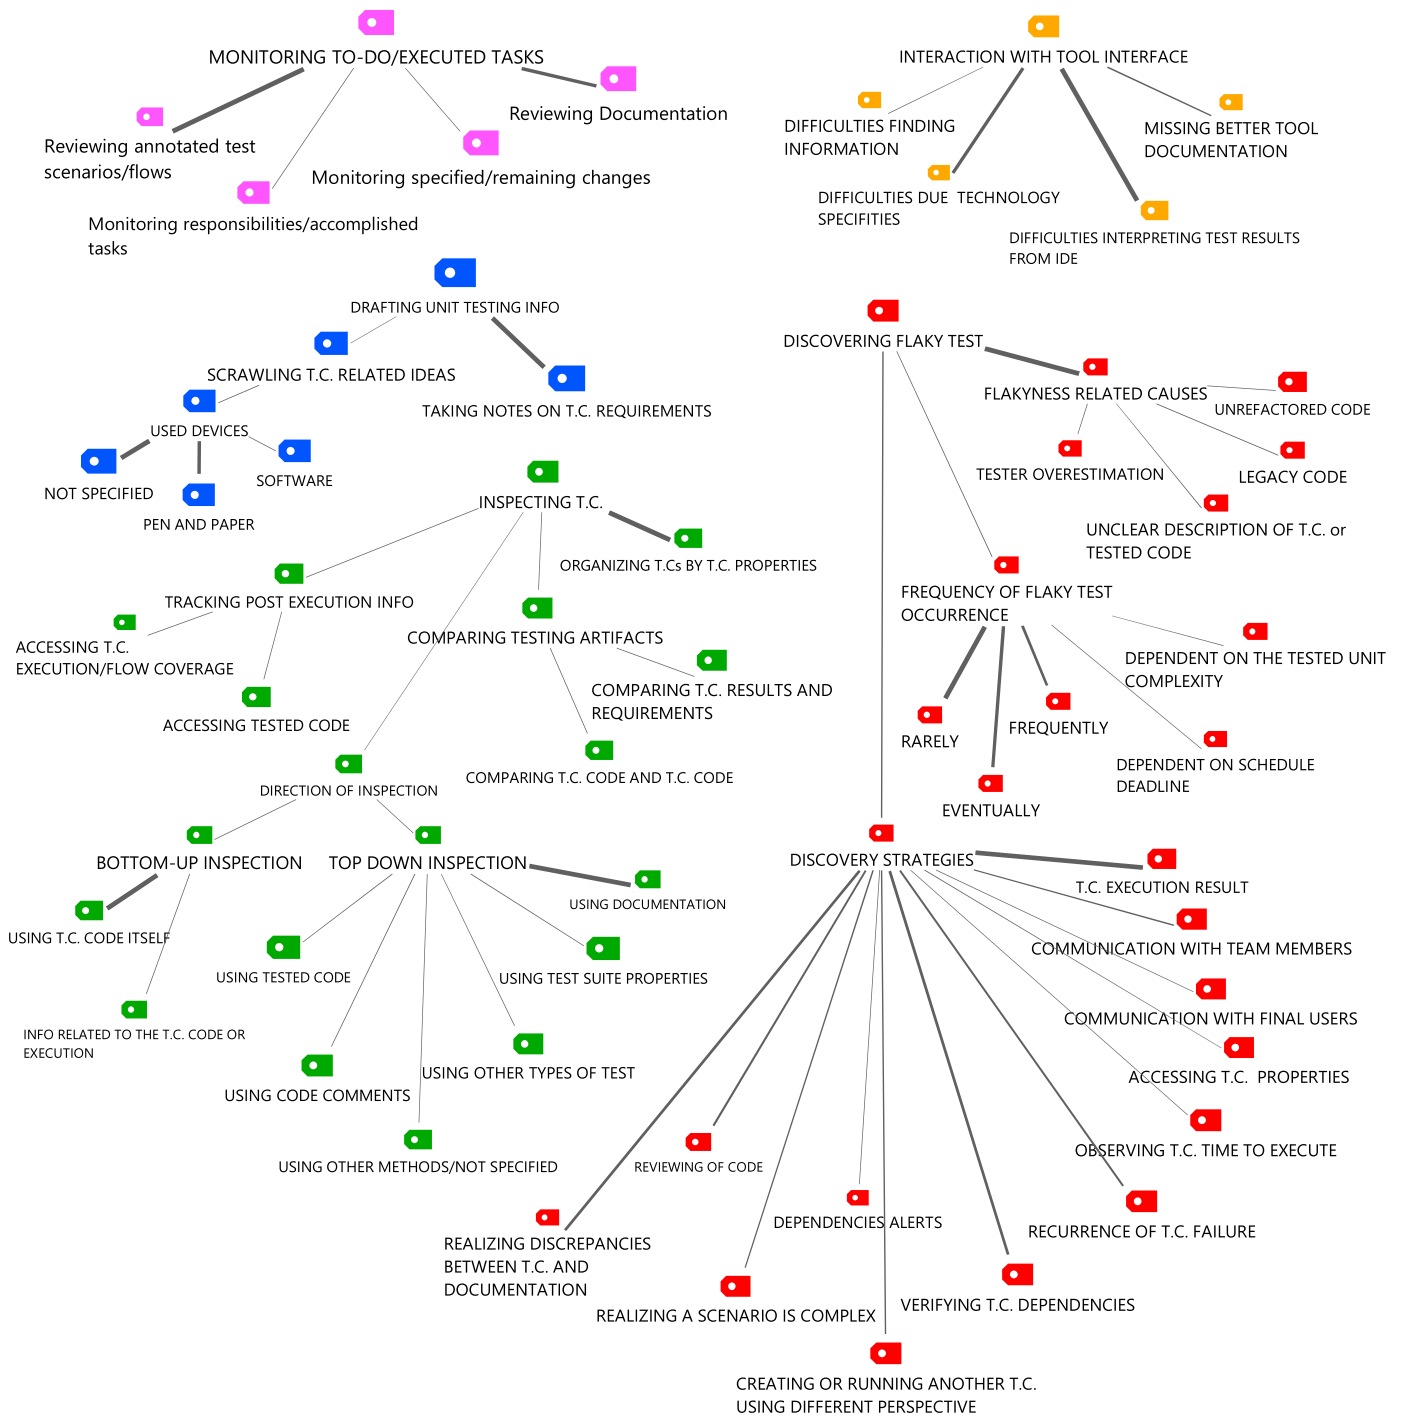 MONITORING TO-DO/EXECUTED TASKS
Reviewing Documentation
Reviewing annotated test
scenarios/flows
Monitoring specified/remaining changes
Monitoring responsibilities/accomplished
tasks
INTERACTION WITH TOOL INTERFACE
DIFFICULTIES FINDING
INFORMATION
MISSING BETTER TOOL
DOCUMENTATION
DIFFICULTIES DUE  TECHNOLOGY
SPECIFITIES
DIFFICULTIES INTERPRETING TEST RESULTS
FROM IDE
DRAFTING UNIT TESTING INFO
SCRAWLING T.C. RELATED IDEAS
TAKING NOTES ON T.C. REQUIREMENTS
USED DEVICES
SOFTWARE
NOT SPECIFIED
PEN AND PAPER
INSPECTING T.C.
ORGANIZING T.Cs BY T.C. PROPERTIES
TRACKING POST EXECUTION INFO
COMPARING TESTING ARTIFACTS
ACCESSING T.C.
EXECUTION/FLOW COVERAGE
ACCESSING TESTED CODE
COMPARING T.C. RESULTS AND
REQUIREMENTS
COMPARING T.C. CODE AND T.C. CODE
DIRECTION OF INSPECTION
BOTTOM-UP INSPECTION
TOP DOWN INSPECTION
USING DOCUMENTATION
USING T.C. CODE ITSELF
USING TESTED CODE
USING TEST SUITE PROPERTIES
INFO RELATED TO THE T.C. CODE OR
EXECUTION
USING CODE COMMENTS
USING OTHER TYPES OF TEST
USING OTHER METHODS/NOT SPECIFIED
DISCOVERING FLAKY TEST
FLAKYNESS RELATED CAUSES
UNREFACTORED CODE
TESTER OVERESTIMATION
LEGACY CODE
UNCLEAR DESCRIPTION OF T.C. or
TESTED CODE
FREQUENCY OF FLAKY TEST
OCCURRENCE
DEPENDENT ON THE TESTED UNIT
COMPLEXITY
FREQUENTLY
RARELY
DEPENDENT ON SCHEDULE
DEADLINE
EVENTUALLY
DISCOVERY STRATEGIES
T.C. EXECUTION RESULT
COMMUNICATION WITH TEAM MEMBERS
COMMUNICATION WITH FINAL USERS
ACCESSING T.C.  PROPERTIES
OBSERVING T.C. TIME TO EXECUTE
REVIEWING OF CODE
DEPENDENCIES ALERTS
RECURRENCE OF T.C. FAILURE
REALIZING DISCREPANCIES
BETWEEN T.C. AND
DOCUMENTATION
REALIZING A SCENARIO IS COMPLEX
VERIFYING T.C. DEPENDENCIES
CREATING OR RUNNING ANOTHER T.C.
USING DIFFERENT PERSPECTIVE